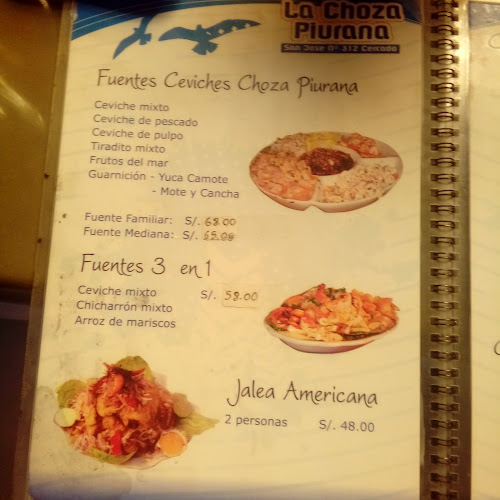 La Choza
Piurana
San Jose Nº 312 Cercado
Fuentes Ceviches Choza Piurana
Ceviche mixto
Ceviche de pescado
Ceviche de pulpo
Tiradito mixto
Frutos del mar
Guarnición - Yuca Camote
- Mote y Cancha
Fuente Familiar: S/. 68.00
Fuente Mediana: S/.
Fuentes 3 en 1
Ceviche mixto S/. 58.00
Chicharrón mixto
Arroz de mariscos
Jalea Americana
2 personas S/. 48.00